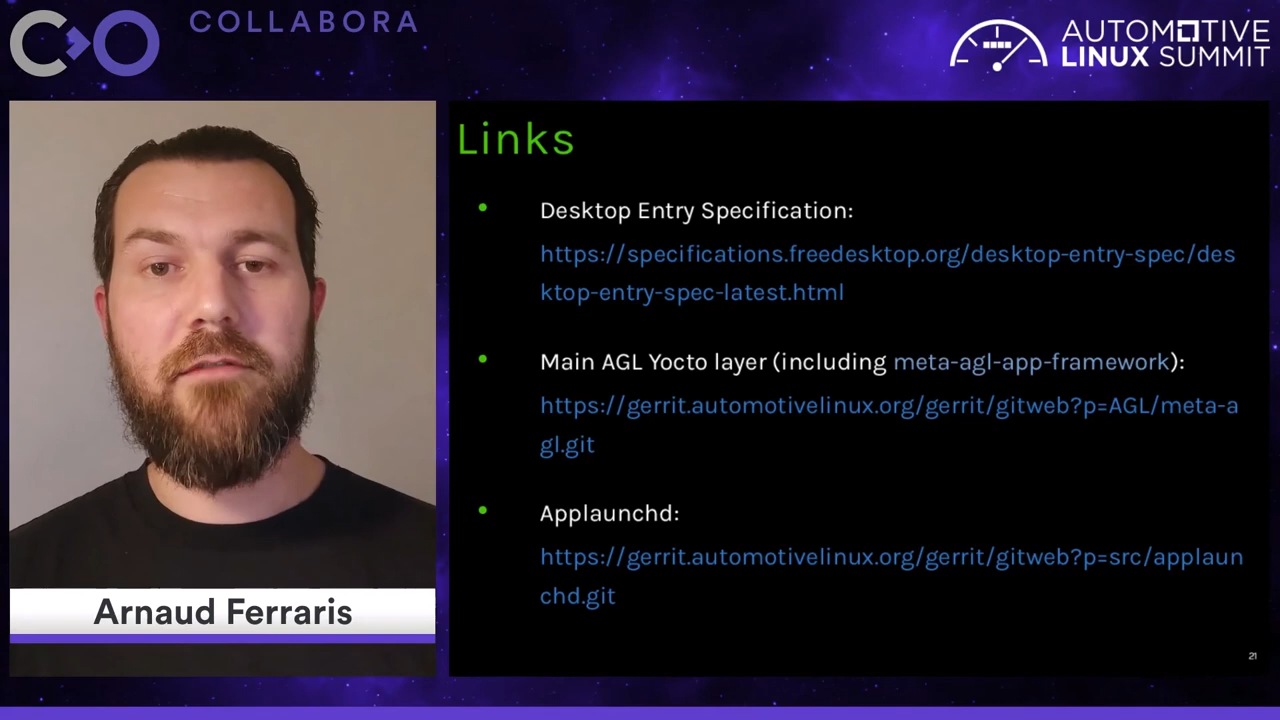 COLLABORA
AUTOMOTIVE
LINUX SUMMIT
Links
Desktop Entry Specification:
https://specifications.freedesktop.org/desktop-entry-spec/des
ktop-entry-spec-latest.html
Main AGL Yocto layer (including meta-agl-app-framework):
https://gerrit.automotivelinux.org/gerrit/gitweb?p=AGL/meta-a
gl.git
Applaunchd:
https://gerrit.automotivelinux.org/gerrit/gitweb?p=src/applaun
chd.git
21
Arnaud Ferraris